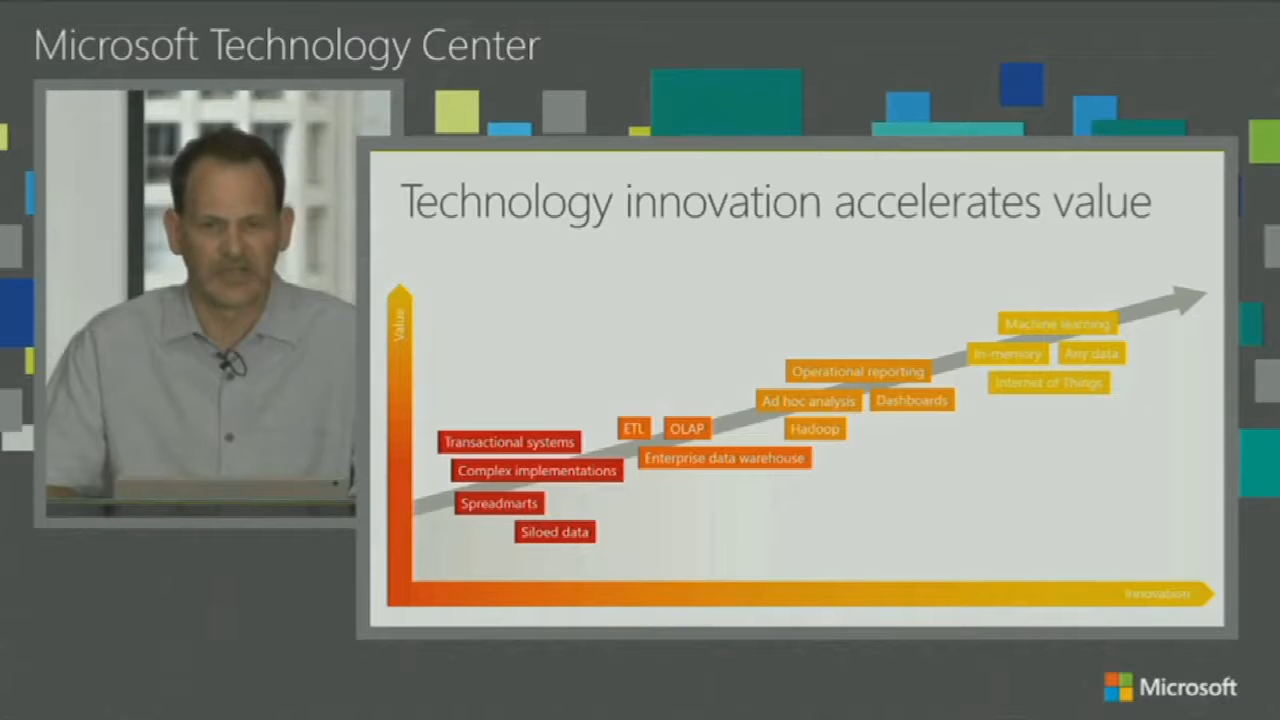 Microsoft Technology Center
Technology innovation accelerates value
Value
Machine learning
In-memory
Any data
Internet of Things
Operational reporting
Ad hoc analysis
Dashboards
Hadoop
ETL
OLAP
Enterprise data warehouse
Transactional systems
Complex implementations
Spreadmarts
Siloed data
Innovation
Microsoft